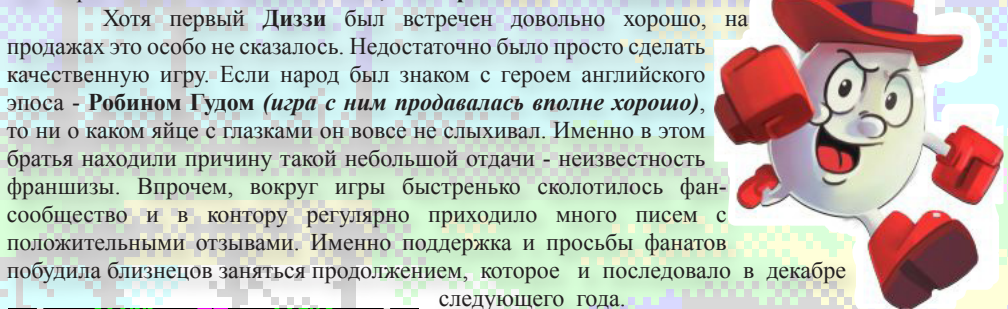 Хотя первый Диззи был встречен довольно хорошо, на
продажах это особо не сказалось. Недостаточно было просто сделать
качественную игру. Если народ был знаком с героем английского
эпоса - Робином Гудом (игра с ним продавалась вполне хорошо),
то ни о каком яйце с глазками он вовсе не слыхивал. Именно в этом
братья находили причину такой небольшой отдачи - неизвестность
франшизы. Впрочем, вокруг игры быстренько сколотилось фан-
сообщество и в контору регулярно приходило много писем с
положительными отзывами. Именно поддержка и просьбы фанатов
побудила близнецов заняться продолжением, которое и последовало в декабре
следующего года.